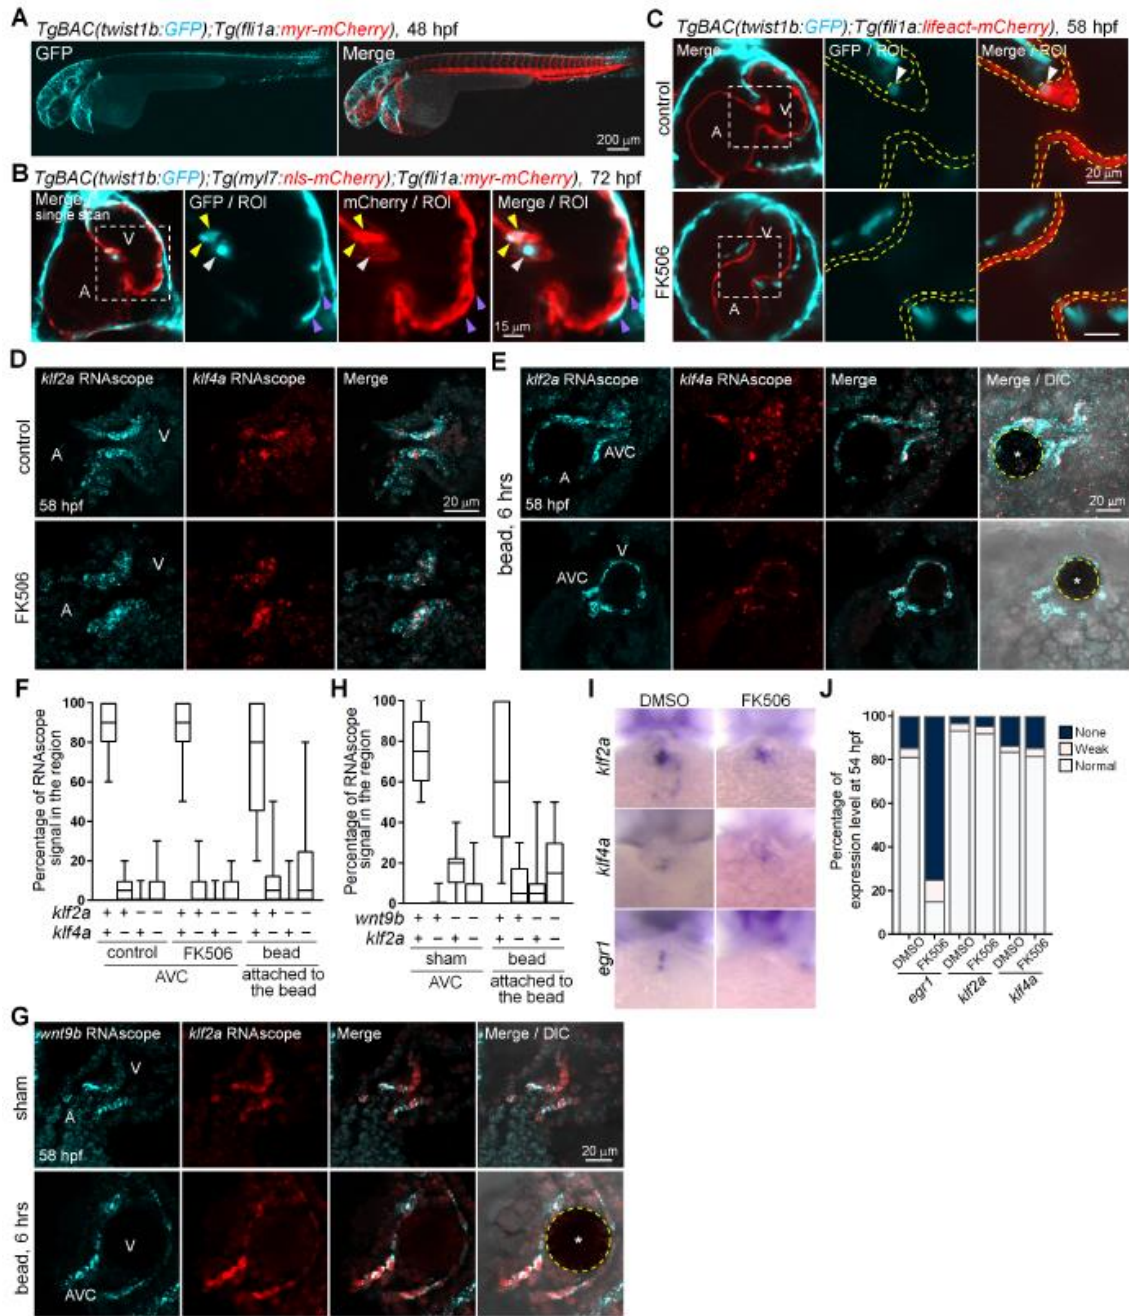 A
TgBAC(twist1b:GFP);Tg(fli1a:myr-mCherry), 48 hpf
GFP
Merge
200 µm
B
TgBAC(twist1b:GFP);Tg(myl7:nls-mCherry);Tg(fli1a:myr-mCherry), 72 hpf
Merge
single scan
V
A
GFP / ROI
mCherry / ROI
Merge / ROI
15 µm
C
TgBAC(twist1b:GFP);Tg(fli1a:lifeact-mCherry), 58 hpf
Merge
GFP / ROI
Merge / ROI
control
A
V
20 µm
FK506
V
A
D
klf2a RNAscope
klf4a RNAscope
Merge
control
V
A
58 hpf
20 µm
FK506
V
A
E
klf2a RNAscope
klf4a RNAscope
Merge
Merge / DIC
bead, 6 hrs
AVC
A
58 hpf
*
20 µm
V
AVC
*
F
Percentage of RNAscope
signal in the region
100
80
60
40
20
0
klf2a + + − − + + − − + + − −
klf4a + − + − + − + − + − + −
control FK506 bead
AVC attached to
the bead
H
Percentage of RNAscope
signal in the region
100
80
60
40
20
0
wnt9b + − + − + − + −
klf2a + + − − + + − −
sham bead
AVC attached to
the bead
I
DMSO FK506
klf2a
klf4a
egr1
J
Percentage of
expression level at 54 hpf
100
80
60
40
20
0
None
Weak
Normal
DMSO FK506 DMSO FK506 DMSO FK506
egr1 klf2a klf4a
G
wnt9b RNAscope
klf2a RNAscope
Merge
Merge / DIC
sham
V
A
58 hpf
20 µm
bead, 6 hrs
V
AVC
*